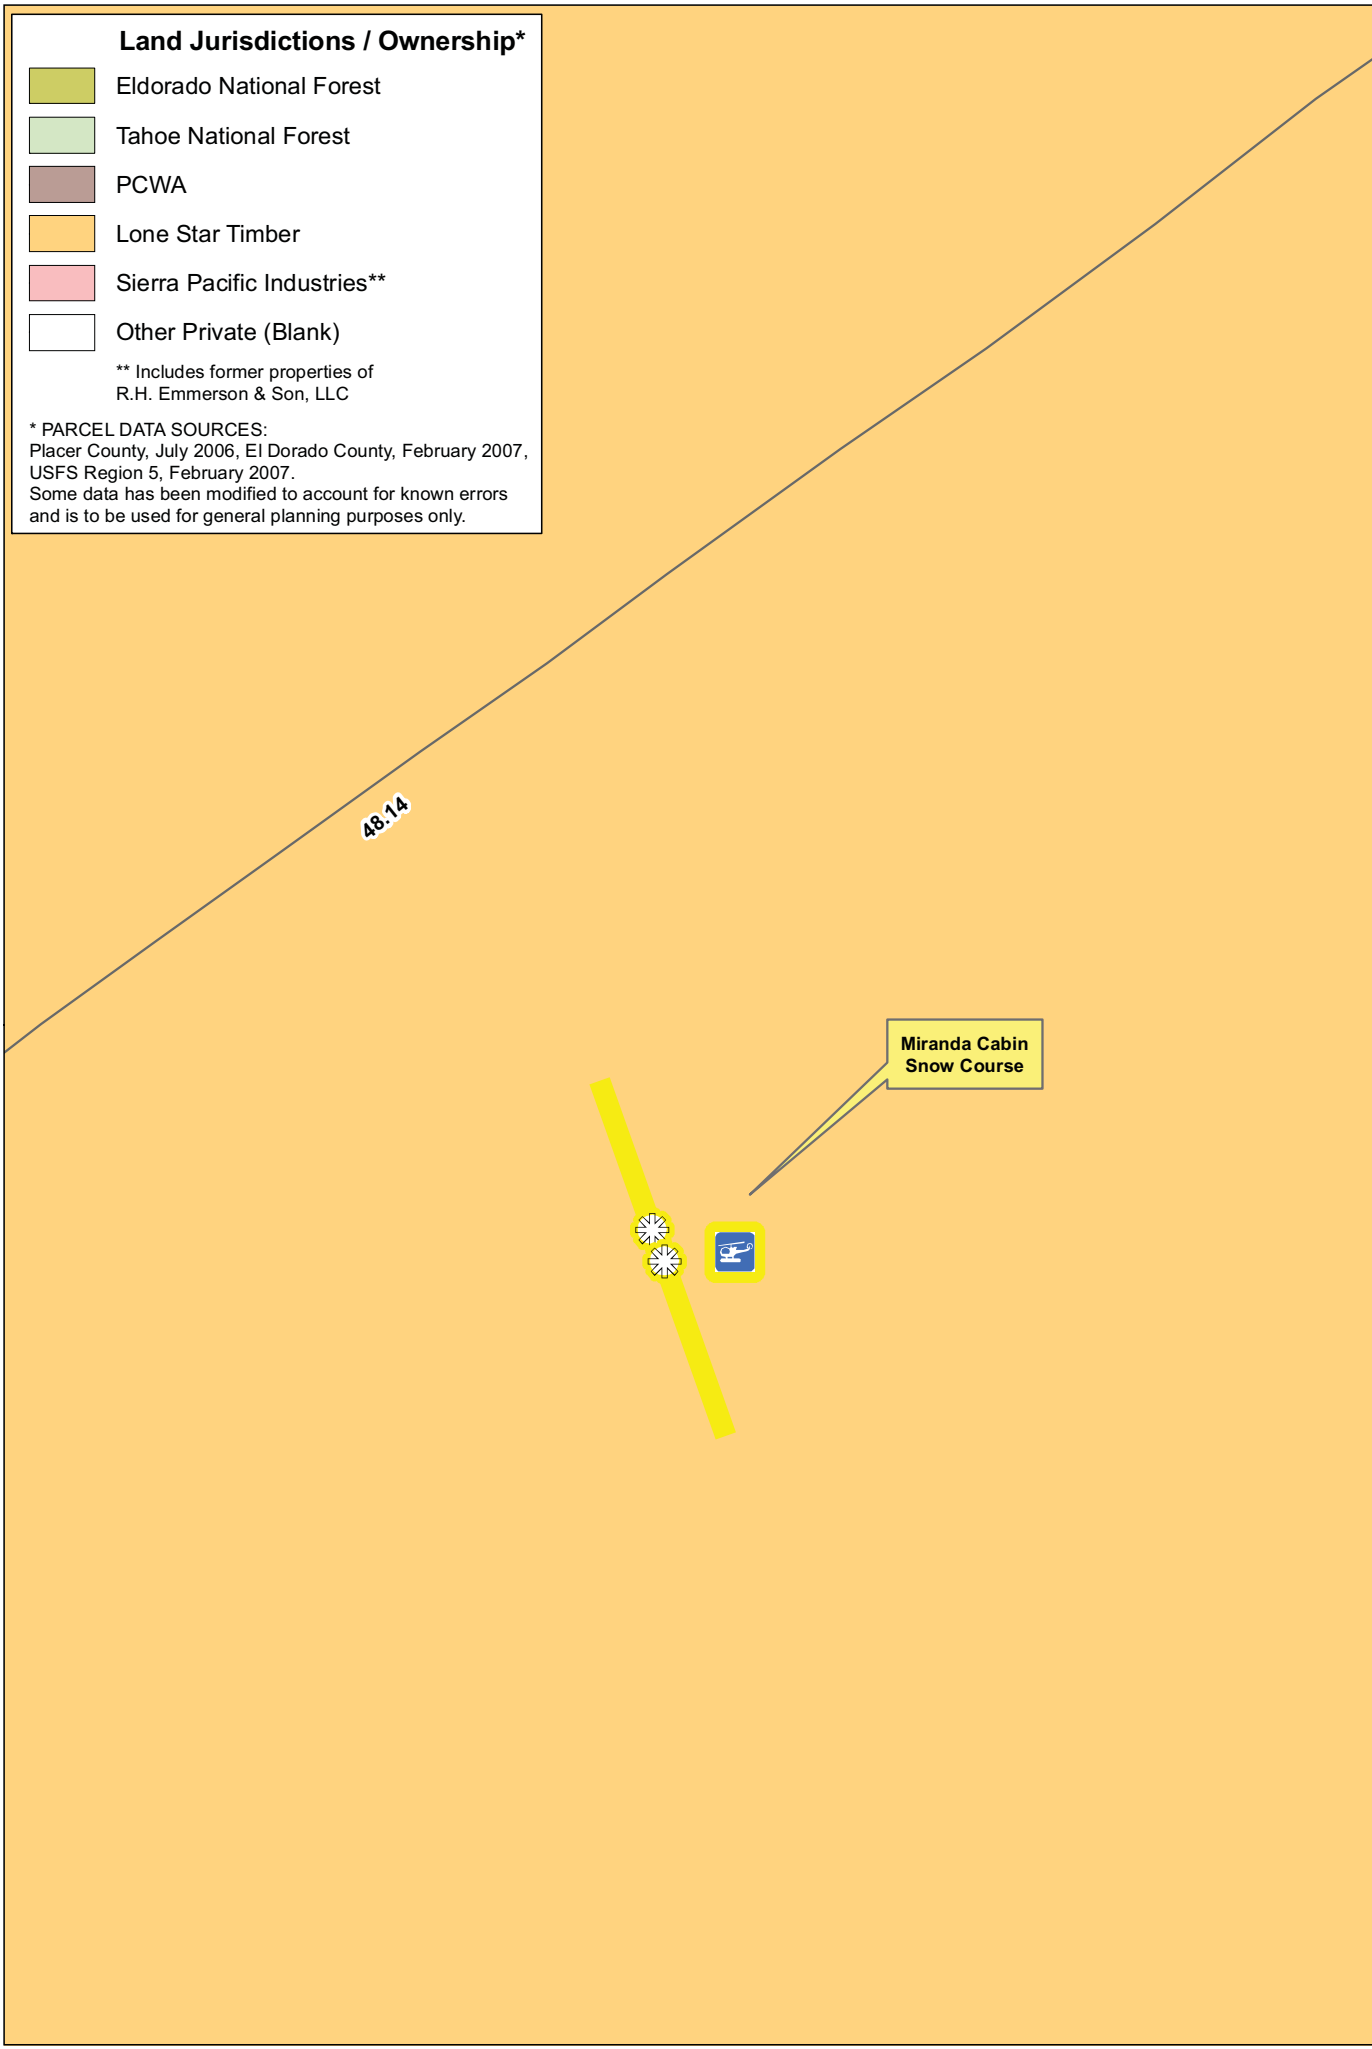 Land Jurisdictions / Ownership*
Eldorado National Forest
Tahoe National Forest
PCWA
Lone Star Timber
Sierra Pacific Industries**
Other Private (Blank)
** Includes former properties of
R.H. Emmerson & Son, LLC
* PARCEL DATA SOURCES:
Placer County, July 2006, El Dorado County, February 2007,
USFS Region 5, February 2007.
Some data has been modified to account for known errors
and is to be used for general planning purposes only.
48.14
Miranda Cabin
Snow Course